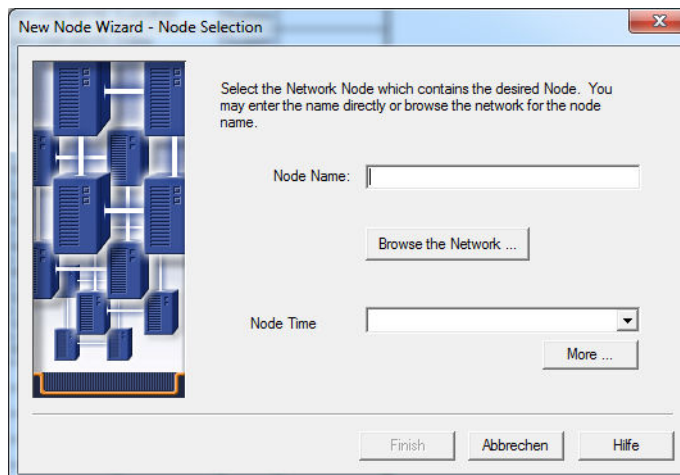 New Node Wizard - Node Selection
Select the Network Node which contains the desired Node. You
may enter the name directly or browse the network for the node
name.
Node Name:
Browse the Network ...
Node Time
More ...
Finish
Abbrechen
Hilfe